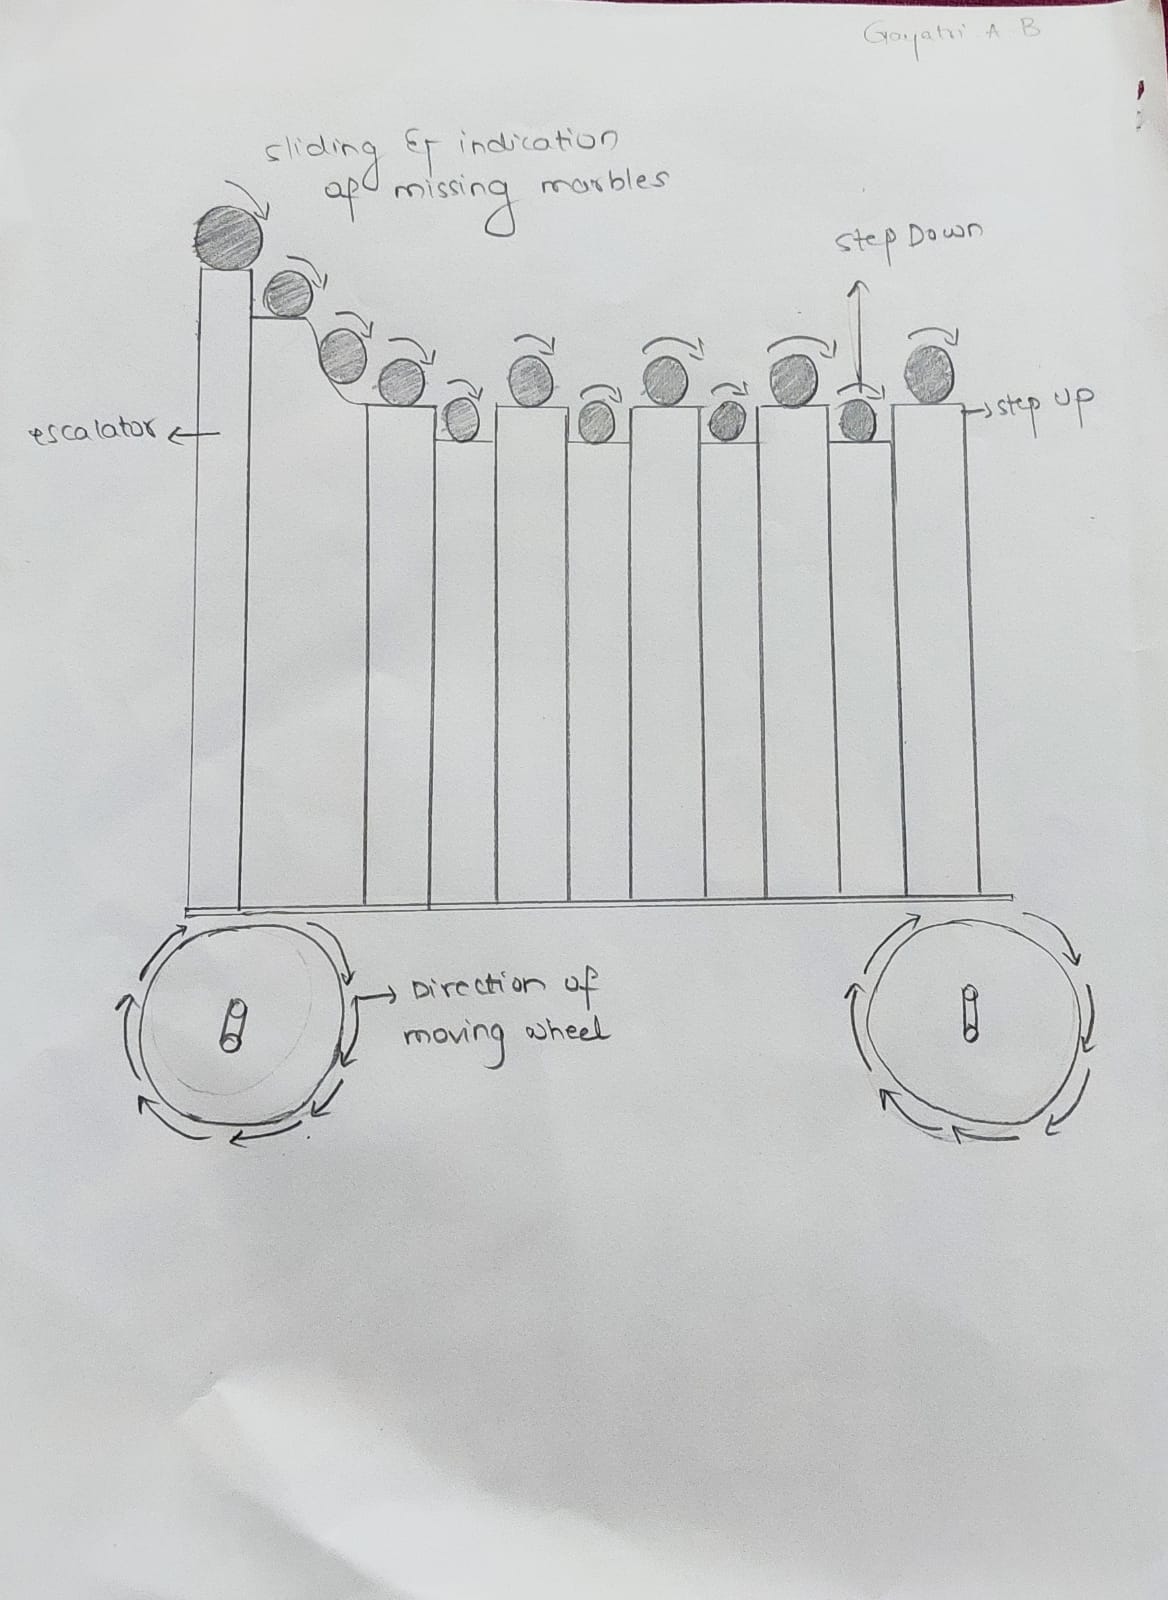 Gayatri A B
sliding & indication
of missing marbles
step Down
escalator
step up
Direction of
moving wheel